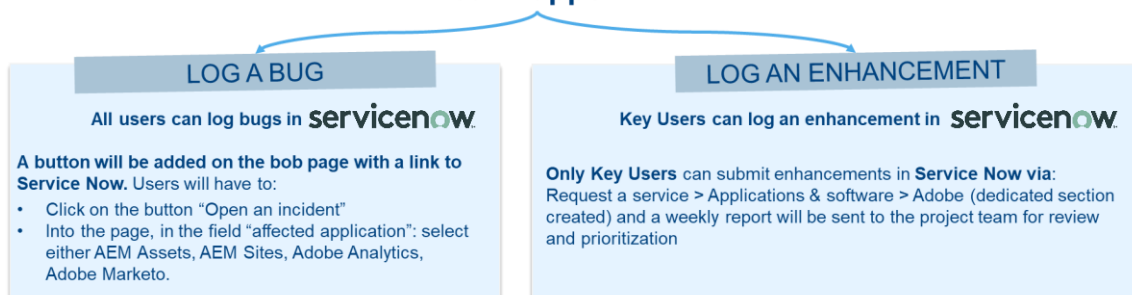 LOG A BUG
All users can log bugs in servicenow.
A button will be added on the bob page with a link to
Service Now. Users will have to:
• Click on the button “Open an incident”
• Into the page, in the field “affected application”: select
either AEM Assets, AEM Sites, Adobe Analytics,
Adobe Marketo.
LOG AN ENHANCEMENT
Key Users can log an enhancement in servicenow.
Only Key Users can submit enhancements in Service Now via:
Request a service > Applications & software > Adobe (dedicated section
created) and a weekly report will be sent to the project team for review
and prioritization